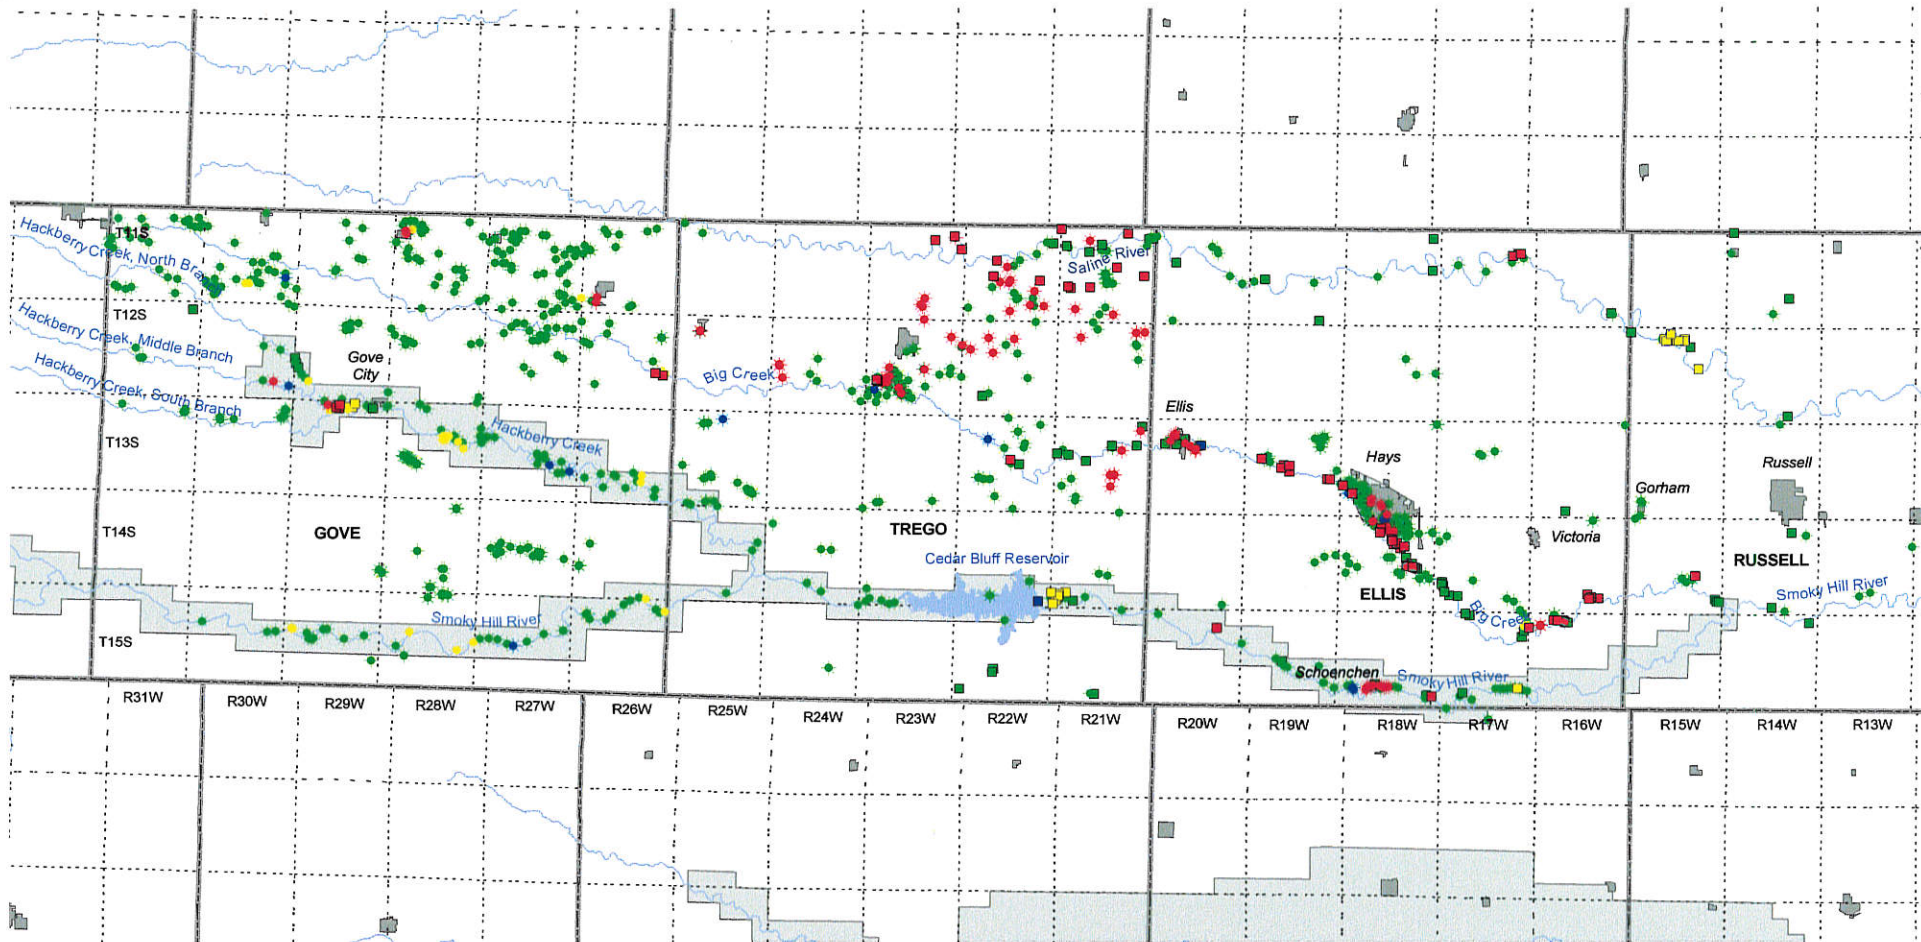 T11S
Hackberry Creek, North Branch
Saline River
T12S
Hackberry Creek, Middle Branch
Gove
City
Hackberry Creek, South Branch
Big Creek
Ellis
T13S
Hackberry Creek
Hays
Russell
Gorham
T14S
GOVE
TREGO
Victoria
Cedar Bluff Reservoir
RUSSELL
ELLIS
Smoky Hill River
Smoky Hill River
Big Creek
T15S
Schoenchen
Smoky Hill River
R31W
R30W
R29W
R28W
R27W
R26W
R25W
R24W
R23W
R22W
R21W
R20W
R19W
R18W
R17W
R16W
R15W
R14W
R13W